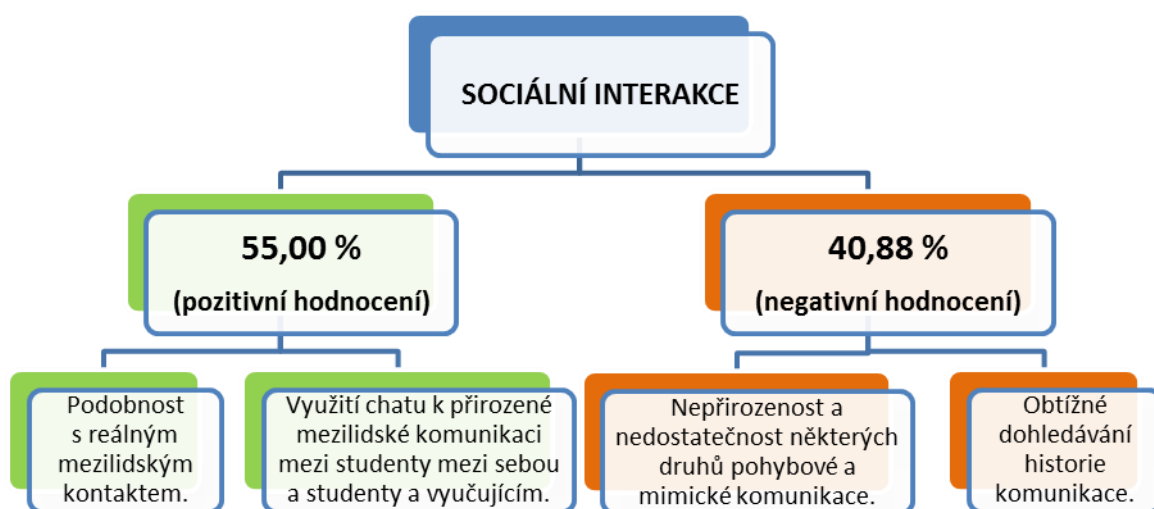 SOCIÁLNÍ INTERAKCE
55,00 %
(pozitivní hodnocení)
40,88 %
(negativní hodnocení)
Podobnost
s reálným
mezilidským
kontaktem.
Využití chatu k přirozené
mezilidské komunikaci
mezi studenty mezi sebou
a studenty a vyučujícím.
Nepřirozenost a
nedostatečnost některých
druhů pohybové a
mimické komunikace.
Obtížné
dohledávání
historie
komunikace.